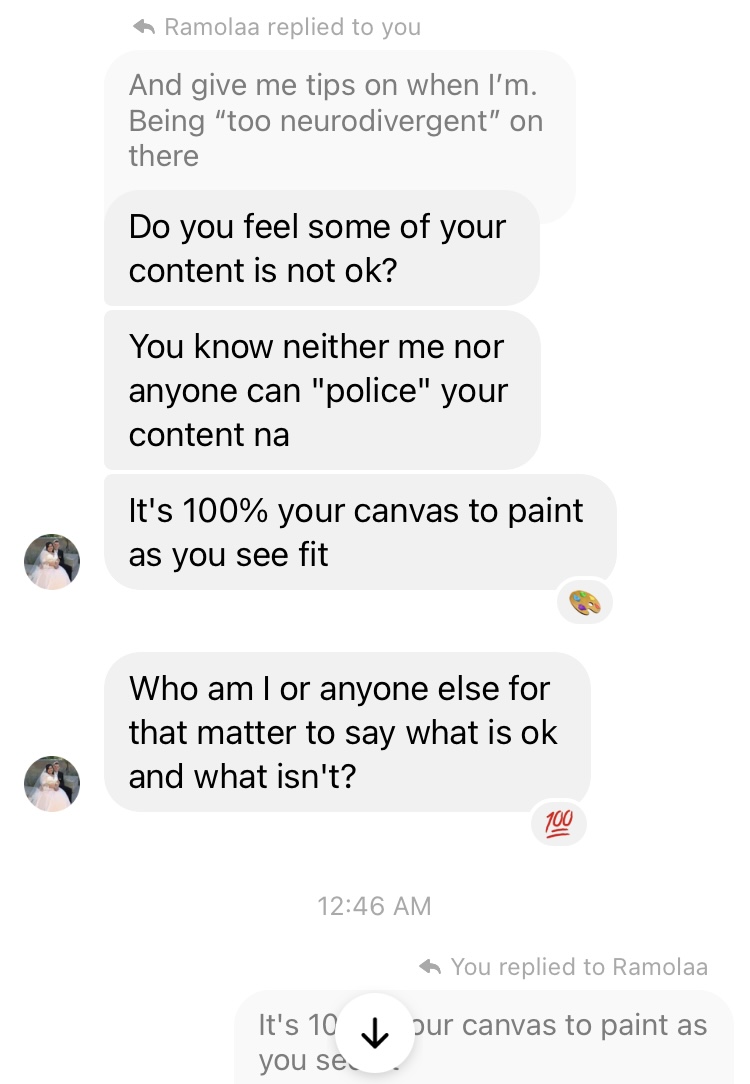 Ramolaa replied to you
And give me tips on when I’m.
Being “too neurodivergent” on
there
Do you feel some of your
content is not ok?
You know neither me nor
anyone can "police" your
content na
It's 100% your canvas to paint
as you see fit
Who am I or anyone else for
that matter to say what is ok
and what isn't?
100
12:46 AM
You replied to Ramolaa
It's 10 our canvas to paint as
you se